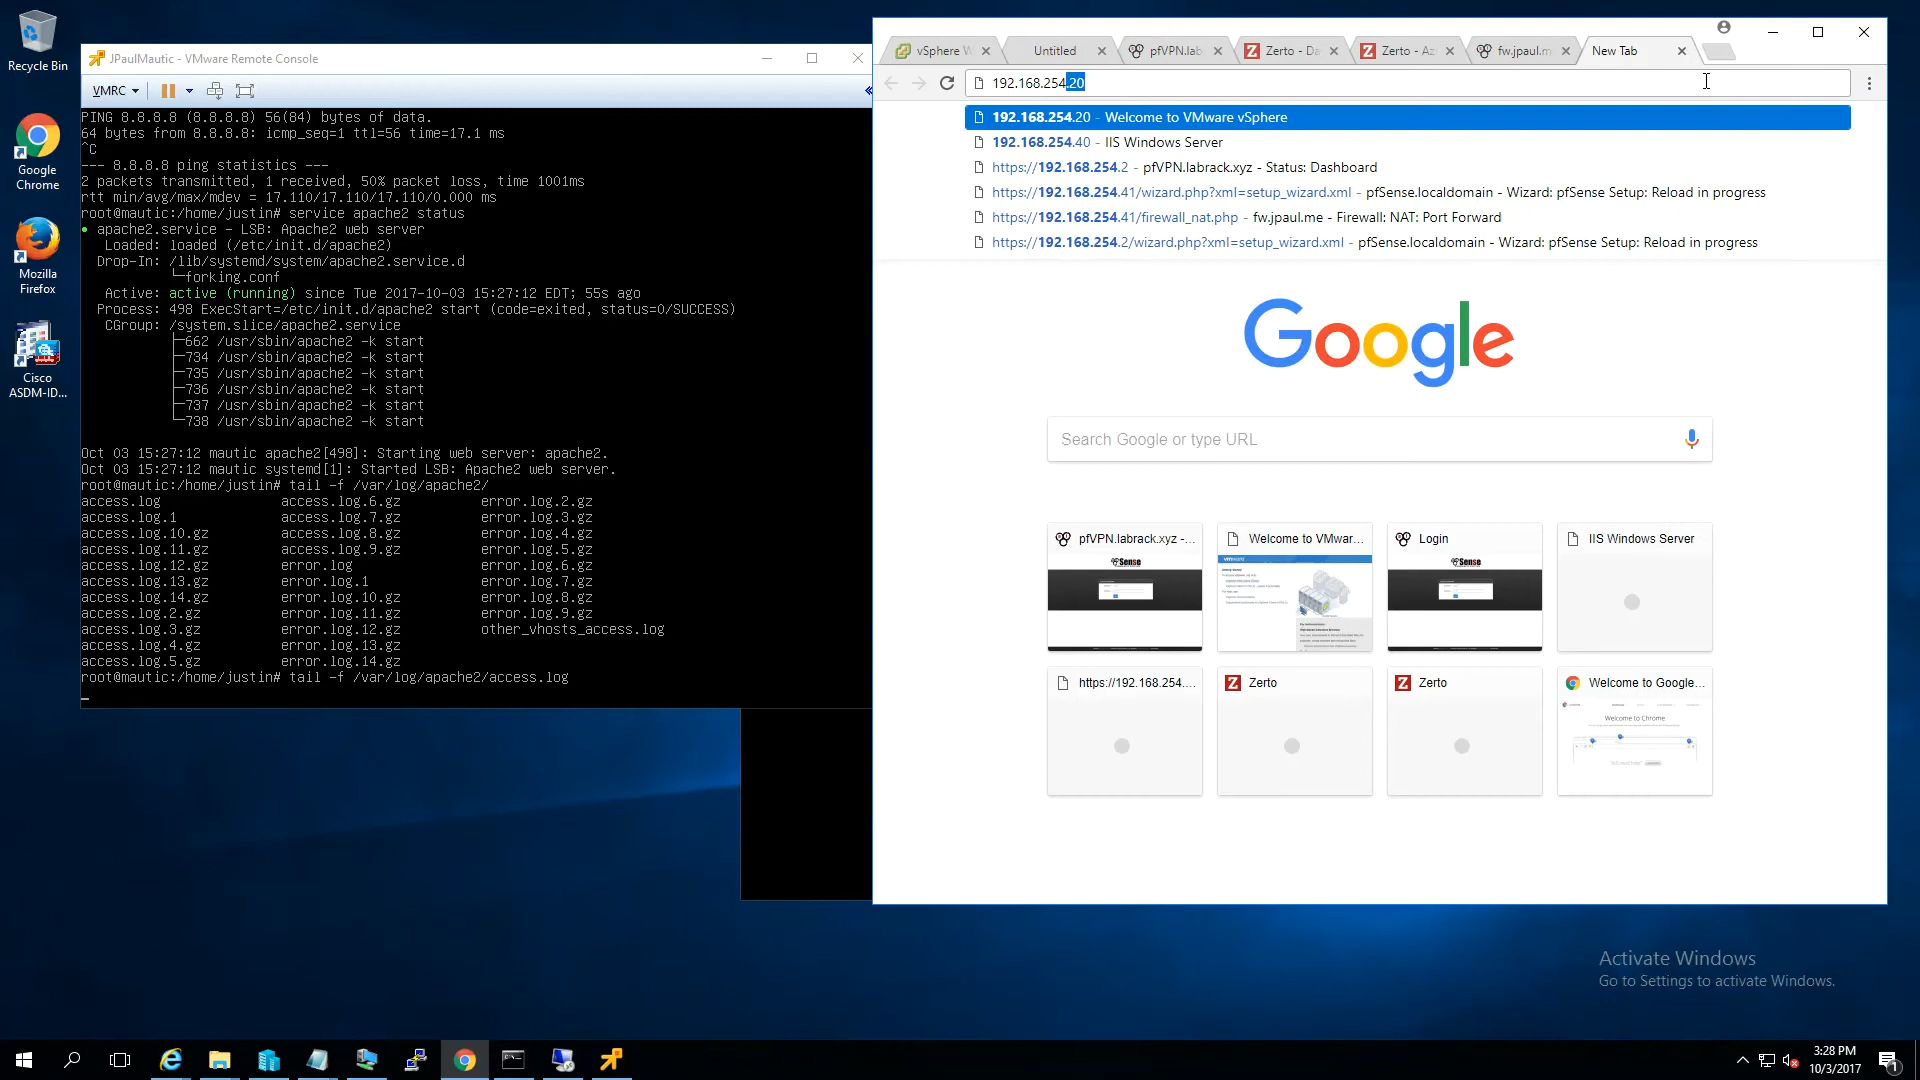 Recycle Bin
Google
Chrome
Mozilla
Firefox
Cisco
ASDM-ID...
JPaulMautic - VMware Remote Console
VMRC
PING 8.8.8.8 (8.8.8.8) 56(84) bytes of data.
64 bytes from 8.8.8.8: icmp_seq=1 ttl=56 time=17.1 ms
^C
--- 8.8.8.8 ping statistics ---
2 packets transmitted, 1 received, 50% packet loss, time 1001ms
rtt min/avg/max/mdev = 17.110/17.110/17.110/0.000 ms
root@mautic:/home/justin# service apache2 status
● apache2.service - LSB: Apache2 web server
Loaded: loaded (/etc/init.d/apache2)
Drop-In: /lib/systemd/system/apache2.service.d
└─forking.conf
Active: active (running) since Tue 2017-10-03 15:27:12 EDT; 55s ago
Process: 498 ExecStart=/etc/init.d/apache2 start (code=exited, status=0/SUCCESS)
CGroup: /system.slice/apache2.service
├─662 /usr/sbin/apache2 -k start
├─734 /usr/sbin/apache2 -k start
├─735 /usr/sbin/apache2 -k start
├─736 /usr/sbin/apache2 -k start
├─737 /usr/sbin/apache2 -k start
└─738 /usr/sbin/apache2 -k start
Oct 03 15:27:12 mautic apache2[498]: Starting web server: apache2.
Oct 03 15:27:12 mautic systemd[1]: Started LSB: Apache2 web server.
root@mautic:/home/justin# tail -f /var/log/apache2/
access.log access.log.6.gz error.log.2.gz
access.log.1 access.log.7.gz error.log.3.gz
access.log.10.gz access.log.8.gz error.log.4.gz
access.log.11.gz access.log.9.gz error.log.5.gz
access.log.12.gz error.log error.log.6.gz
access.log.13.gz error.log.1 error.log.7.gz
access.log.14.gz error.log.10.gz error.log.8.gz
access.log.2.gz error.log.11.gz error.log.9.gz
access.log.3.gz error.log.12.gz other_vhosts_access.log
access.log.4.gz error.log.13.gz
access.log.5.gz error.log.14.gz
root@mautic:/home/justin# tail -f /var/log/apache2/access.log
vSphere W Untitled pfVPN.lab Zerto - Da Zerto - Az fw.jpaul.m New Tab
192.168.254.20
192.168.254.20 - Welcome to VMware vSphere
192.168.254.40 - IIS Windows Server
https://192.168.254.2 - pfVPN.labrack.xyz - Status: Dashboard
https://192.168.254.41/wizard.php?xml=setup_wizard.xml - pfSense.localdomain - Wizard: pfSense Setup: Reload in progress
https://192.168.254.41/firewall_nat.php - fw.jpaul.me - Firewall: NAT: Port Forward
https://192.168.254.2/wizard.php?xml=setup_wizard.xml - pfSense.localdomain - Wizard: pfSense Setup: Reload in progress
Google
Search Google or type URL
pfVPN.labrack.xyz -... Welcome to VMwar... Login IIS Windows Server
Sense Sense
https://192.168.254.... Zerto Zerto Welcome to Google...
Welcome to Chrome
Activate Windows
Go to Settings to activate Windows.
3:28 PM
10/3/2017
1